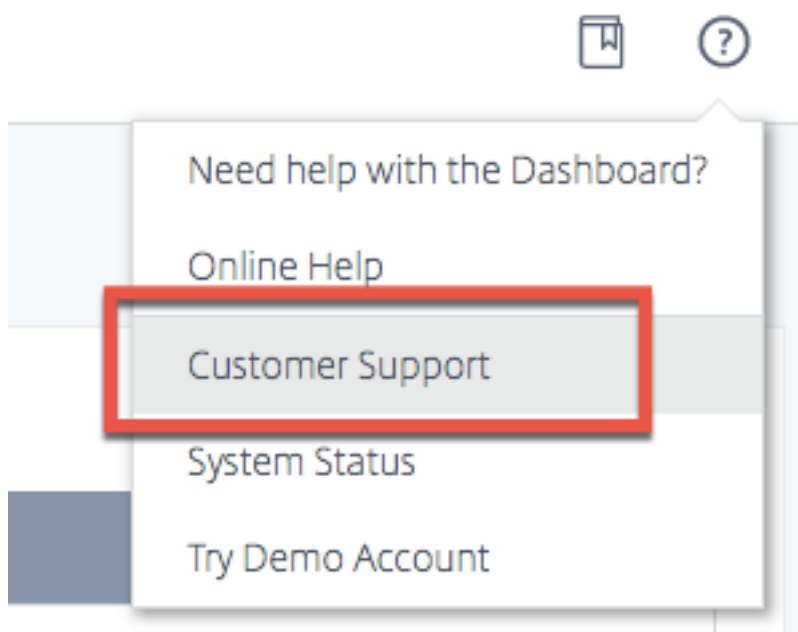 ?
Need help with the Dashboard?
Online Help
Customer Support
System Status
Try Demo Account